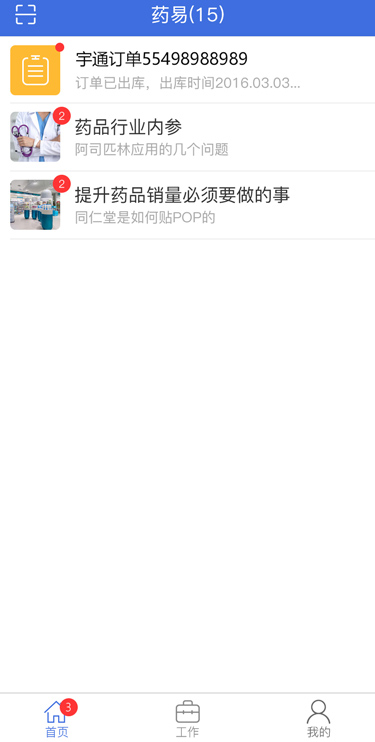 药易(15)
宇通订单55498988989
订单已出库，出库时间2016.03.03...
2
药品行业内参
阿司匹林应用的几个问题
2
提升药品销量必须要做的事
同仁堂是如何贴POP的
3
首页
工作
我的